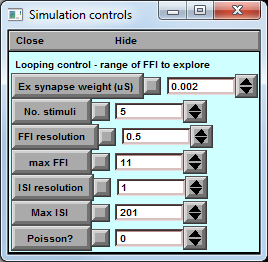 Simulation controls
Close Hide
Looping control - range of FFI to explore
Ex synapse weight (uS) 0.002
No. stimuli 5
FFI resolution 0.5
max FFI 11
ISI resolution 1
Max ISI 201
Poisson? 0